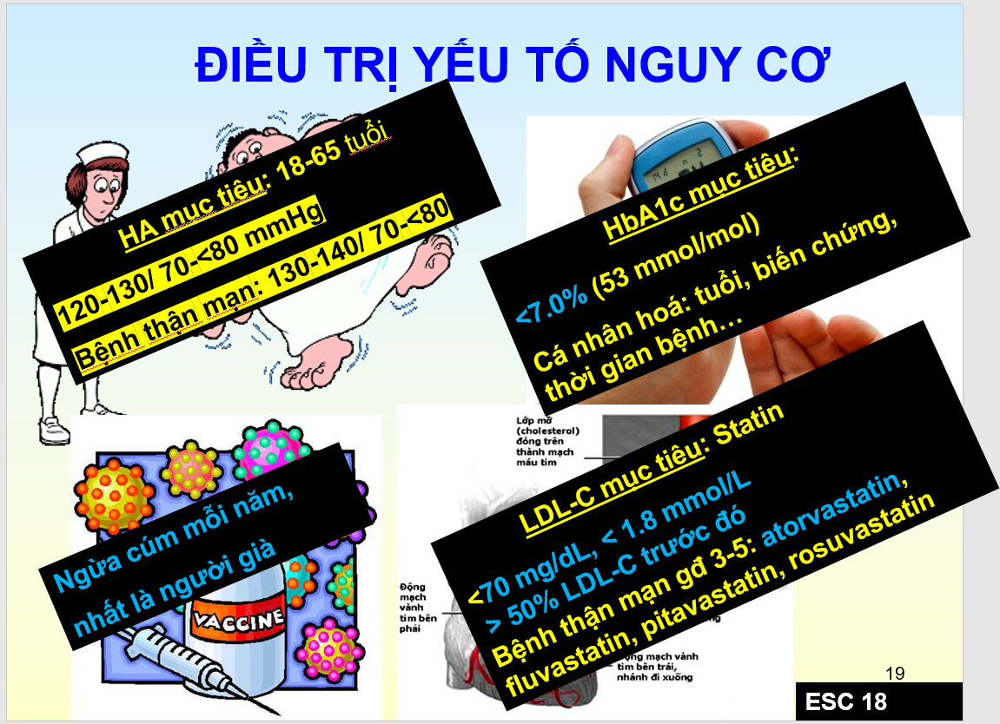 ĐIỀU TRỊ YẾU TỐ NGUY CƠ
HA mục tiêu: 18-65 tuổi
120-130/ 70-<80 mmHg
Bệnh thận mạn: 130-140/ 70-<80
HbA1c mục tiêu:
<7.0% (53 mmol/mol)
Cá nhân hoá: tuổi, biến chứng,
thời gian bệnh…
Ngừa cúm mỗi năm,
nhất là người già
VACCINE
Lớp mỡ
(cholesterol)
đóng trên
thành mạch
máu tim
LDL-C mục tiêu: Statin
<70 mg/dL, < 1.8 mmol/L
> 50% LDL-C trước đó
Bệnh thận mạn gđ 3-5: atorvastatin,
fluvastatin, pitavastatin, rosuvastatin
Động
mạch
vành
tim bên
phải
mạch vành
tim bên trái,
nhánh đi xuống
19
ESC 18